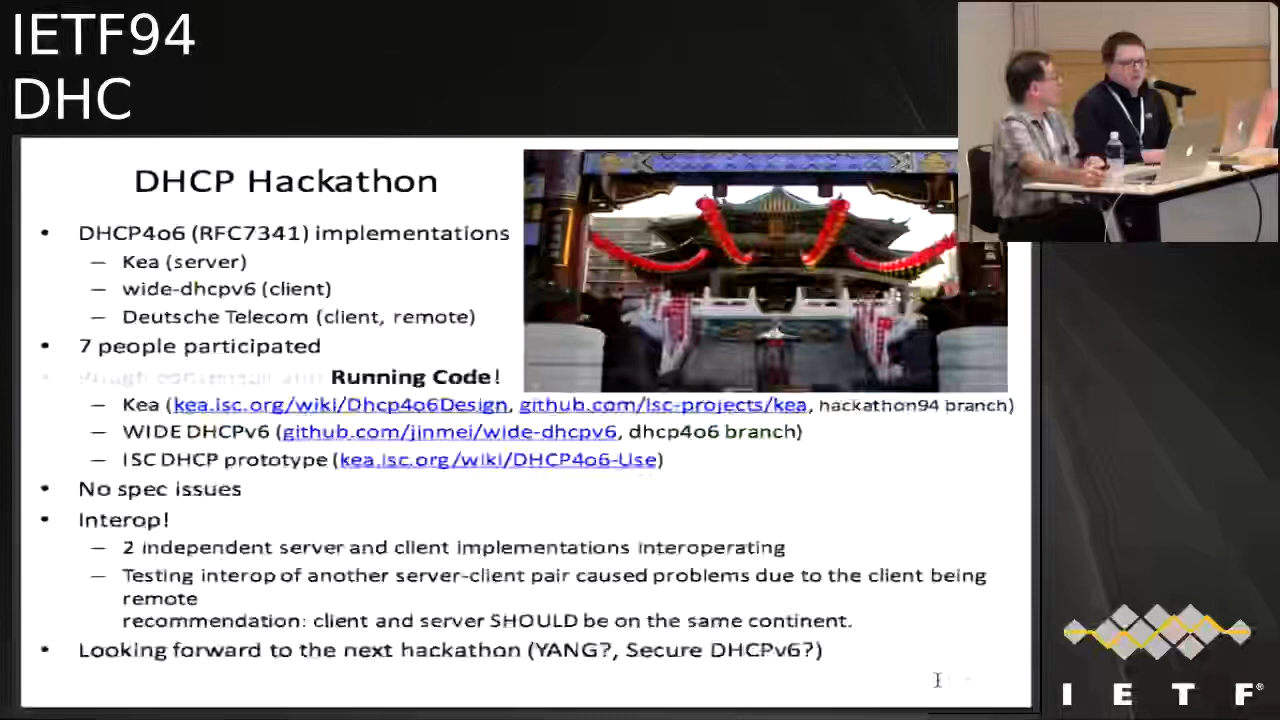 IETF94
DHC
DHCP Hackathon
• DHCP4o6 (RFC7341) implementations
– Kea (server)
– wide-dhcpv6 (client)
– Deutsche Telecom (client, remote)
• 7 people participated
• Rough consensus and Running Code!
– Kea (kea.isc.org/wiki/Dhcp4o6Design, github.com/isc-projects/kea, hackathon94 branch)
– WIDE DHCPv6 (github.com/jinmei/wide-dhcpv6, dhcp4o6 branch)
– ISC DHCP prototype (kea.isc.org/wiki/DHCP4o6-Use)
• No spec issues
• Interop!
– 2 independent server and client implementations interoperating
– Testing interop of another server-client pair caused problems due to the client being
remote
recommendation: client and server SHOULD be on the same continent.
• Looking forward to the next hackathon (YANG?, Secure DHCPv6?)
IETF®